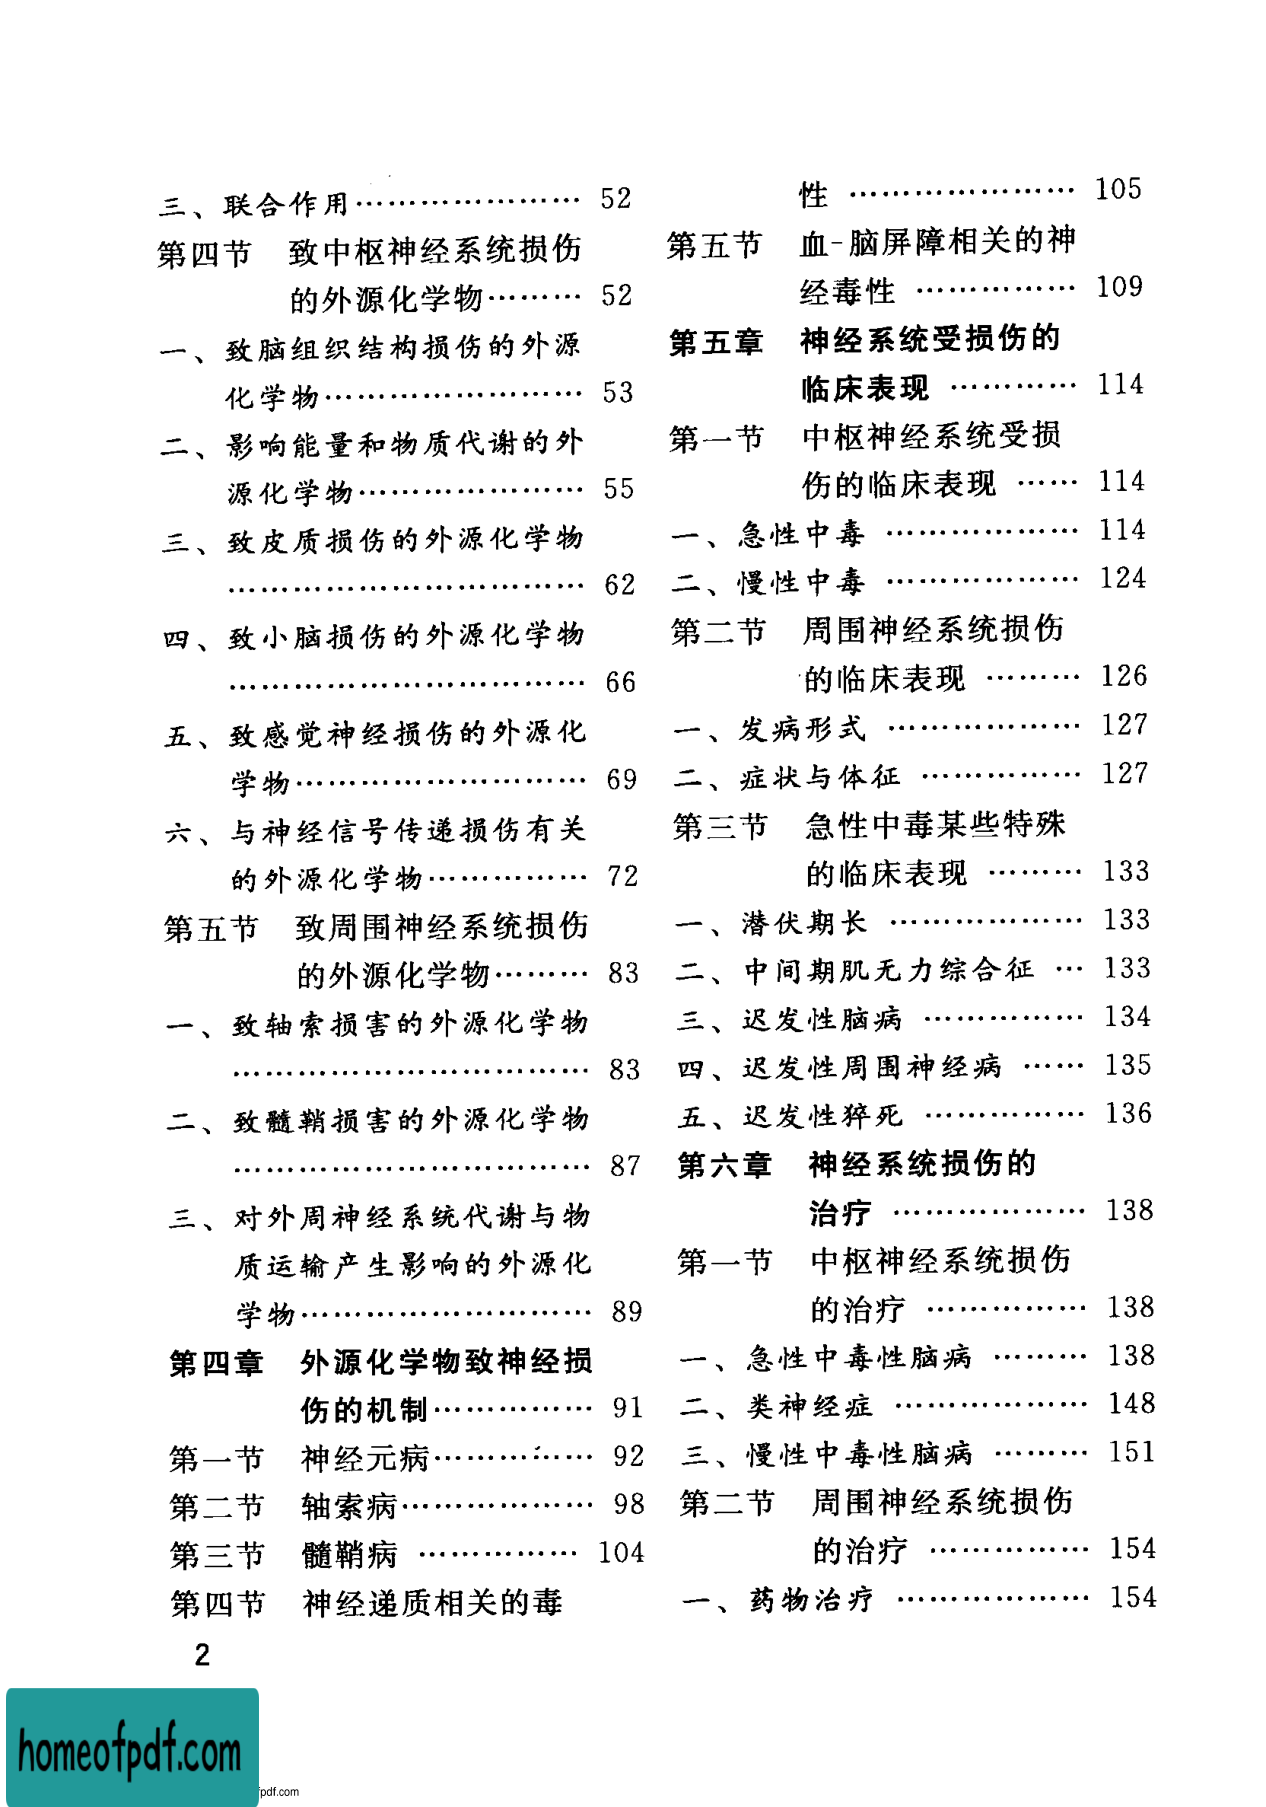 三、联合作用………………… 52
第四节 致中枢神经系统损伤
的外源化学物……… 52
一、致脑组织结构损伤的外源
化学物…………………… 53
二、影响能量和物质代谢的外
源化学物………………… 55
三、致皮质损伤的外源化学物
…………………………… 62
四、致小脑损伤的外源化学物
…………………………… 66
五、致感觉神经损伤的外源化
学物……………………… 69
六、与神经信号传递损伤有关
的外源化学物…………… 72
第五节 致周围神经系统损伤
的外源化学物……… 83
一、致轴索损害的外源化学物
…………………………… 83
二、致髓鞘损害的外源化学物
…………………………… 87
三、对外周神经系统代谢与物
质运输产生影响的外源化
学物……………………… 89
第四章 外源化学物致神经损
伤的机制…………… 91
第一节 神经元病…………… 92
第二节 轴索病……………… 98
第三节 髓鞘病 …………… 104
第四节 神经递质相关的毒
性 ………………… 105
第五节 血-脑屏障相关的神
经毒性 …………… 109
第五章 神经系统受损伤的
临床表现 ………… 114
第一节 中枢神经系统受损
伤的临床表现 …… 114
一、急性中毒 ……………… 114
二、慢性中毒 ……………… 124
第二节 周围神经系统损伤
的临床表现 ……… 126
一、发病形式 ……………… 127
二、症状与体征 …………… 127
第三节 急性中毒某些特殊
的临床表现 ……… 133
一、潜伏期长 ……………… 133
二、中间期肌无力综合征 … 133
三、迟发性脑病 …………… 134
四、迟发性周围神经病 …… 135
五、迟发性猝死 …………… 136
第六章 神经系统损伤的
治疗 ……………… 138
第一节 中枢神经系统损伤
的治疗 …………… 138
一、急性中毒性脑病 ……… 138
二、类神经症 ……………… 148
三、慢性中毒性脑病 ……… 151
第二节 周围神经系统损伤
的治疗 …………… 154
一、药物治疗 ……………… 154
2
homeofpdf.com
pdf.com